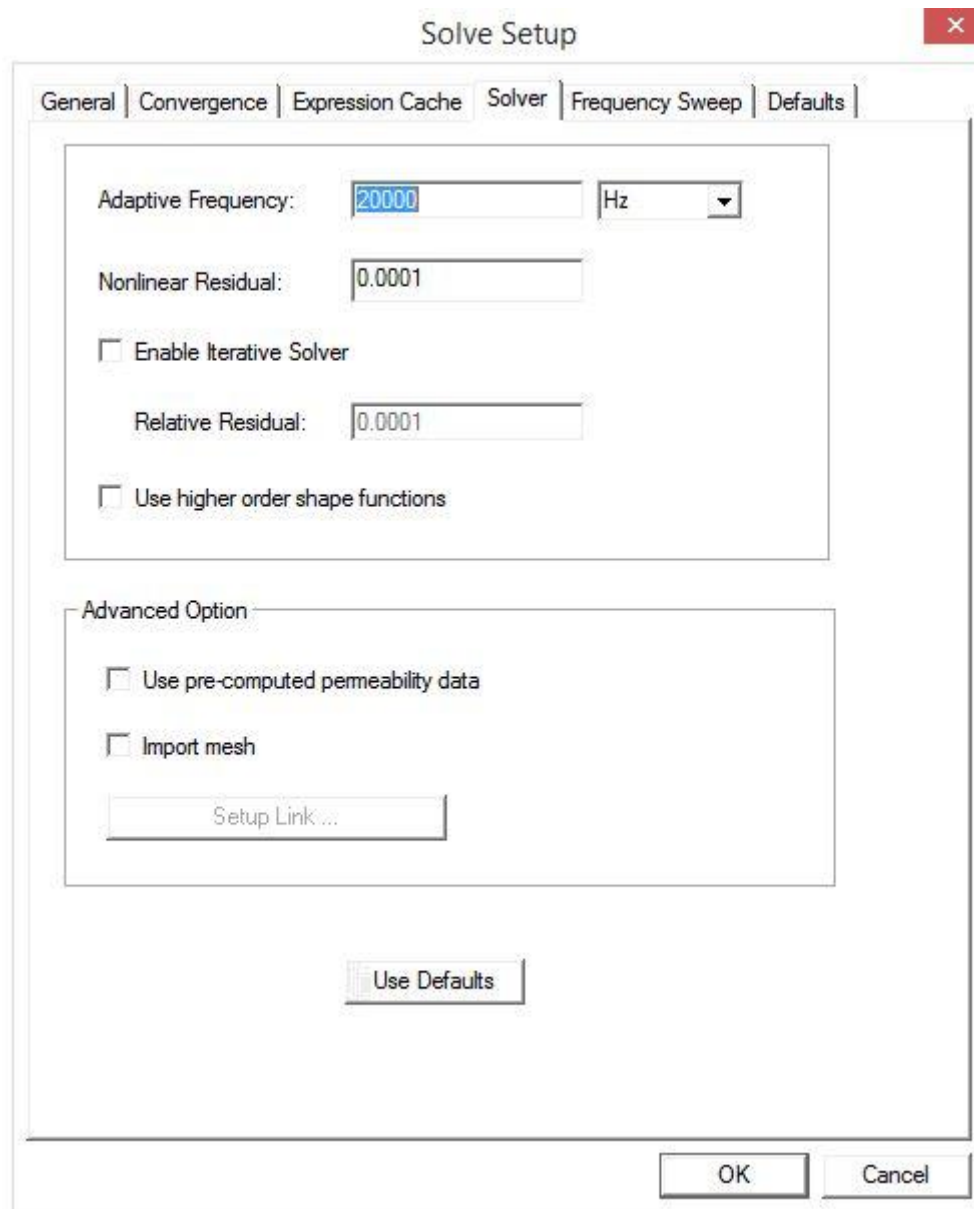 Solve Setup
General Convergence Expression Cache Solver Frequency Sweep Defaults
Adaptive Frequency: 20000 Hz
Nonlinear Residual: 0.0001
Enable Iterative Solver
Relative Residual: 0.0001
Use higher order shape functions
Advanced Option
Use pre-computed permeability data
Import mesh
Setup Link ...
Use Defaults
OK Cancel